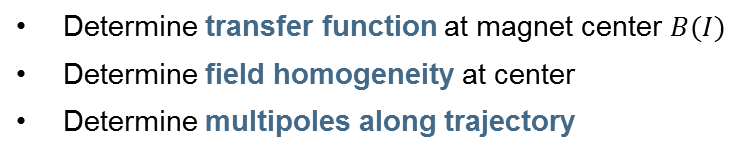 • Determine transfer function at magnet center B(I)
• Determine field homogeneity at center
• Determine multipoles along trajectory